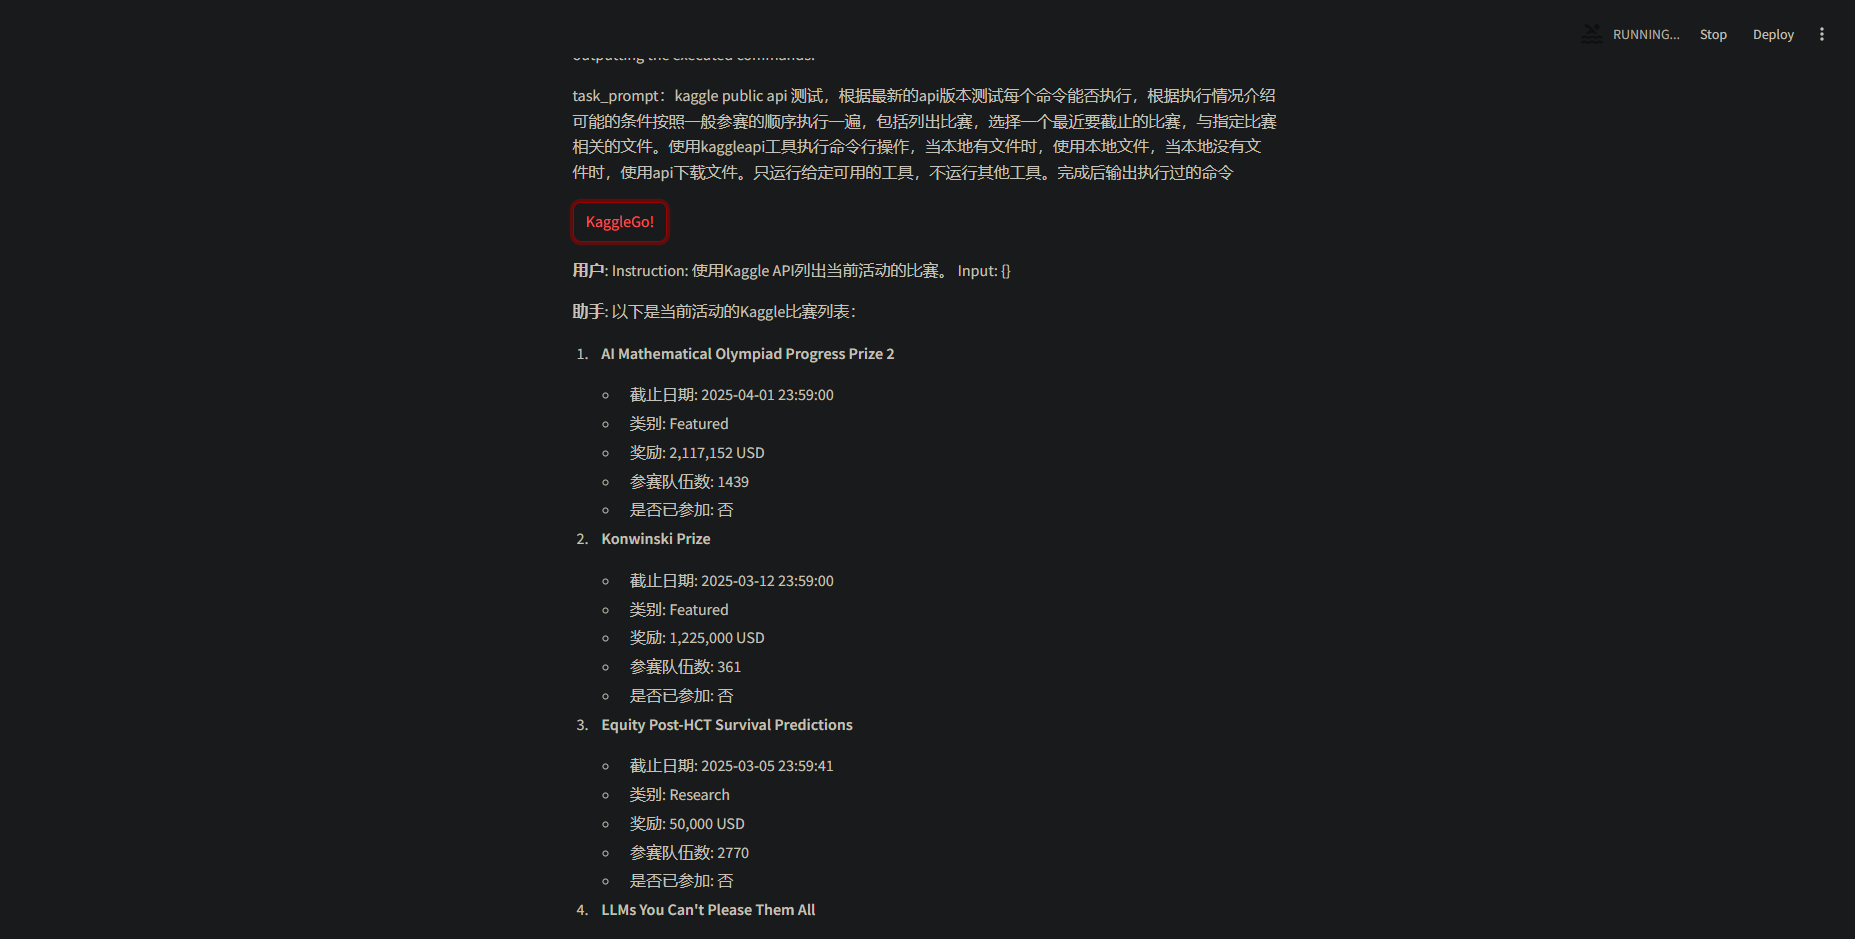 RUNNING...
Stop
Deploy
outputting the executed commands.
task_prompt：kaggle public api 测试，根据最新的api版本测试每个命令能否执行，根据执行情况介绍
可能的条件按照一般参赛的顺序执行一遍，包括列出比赛，选择一个最近要截止的比赛，与指定比赛
相关的文件。使用kaggleapi工具执行命令行操作，当本地有文件时，使用本地文件，当本地没有文
件时，使用api下载文件。只运行给定可用的工具，不运行其他工具。完成后输出执行过的命令
KaggleGo!
用户: Instruction: 使用Kaggle API列出当前活动的比赛。 Input: {}
助手: 以下是当前活动的Kaggle比赛列表：
1. AI Mathematical Olympiad Progress Prize 2
截止日期: 2025-04-01 23:59:00
类别: Featured
奖励: 2,117,152 USD
参赛队伍数: 1439
是否已参加: 否
2. Konwinski Prize
截止日期: 2025-03-12 23:59:00
类别: Featured
奖励: 1,225,000 USD
参赛队伍数: 361
是否已参加: 否
3. Equity Post-HCT Survival Predictions
截止日期: 2025-03-05 23:59:41
类别: Research
奖励: 50,000 USD
参赛队伍数: 2770
是否已参加: 否
4. LLMs You Can't Please Them All